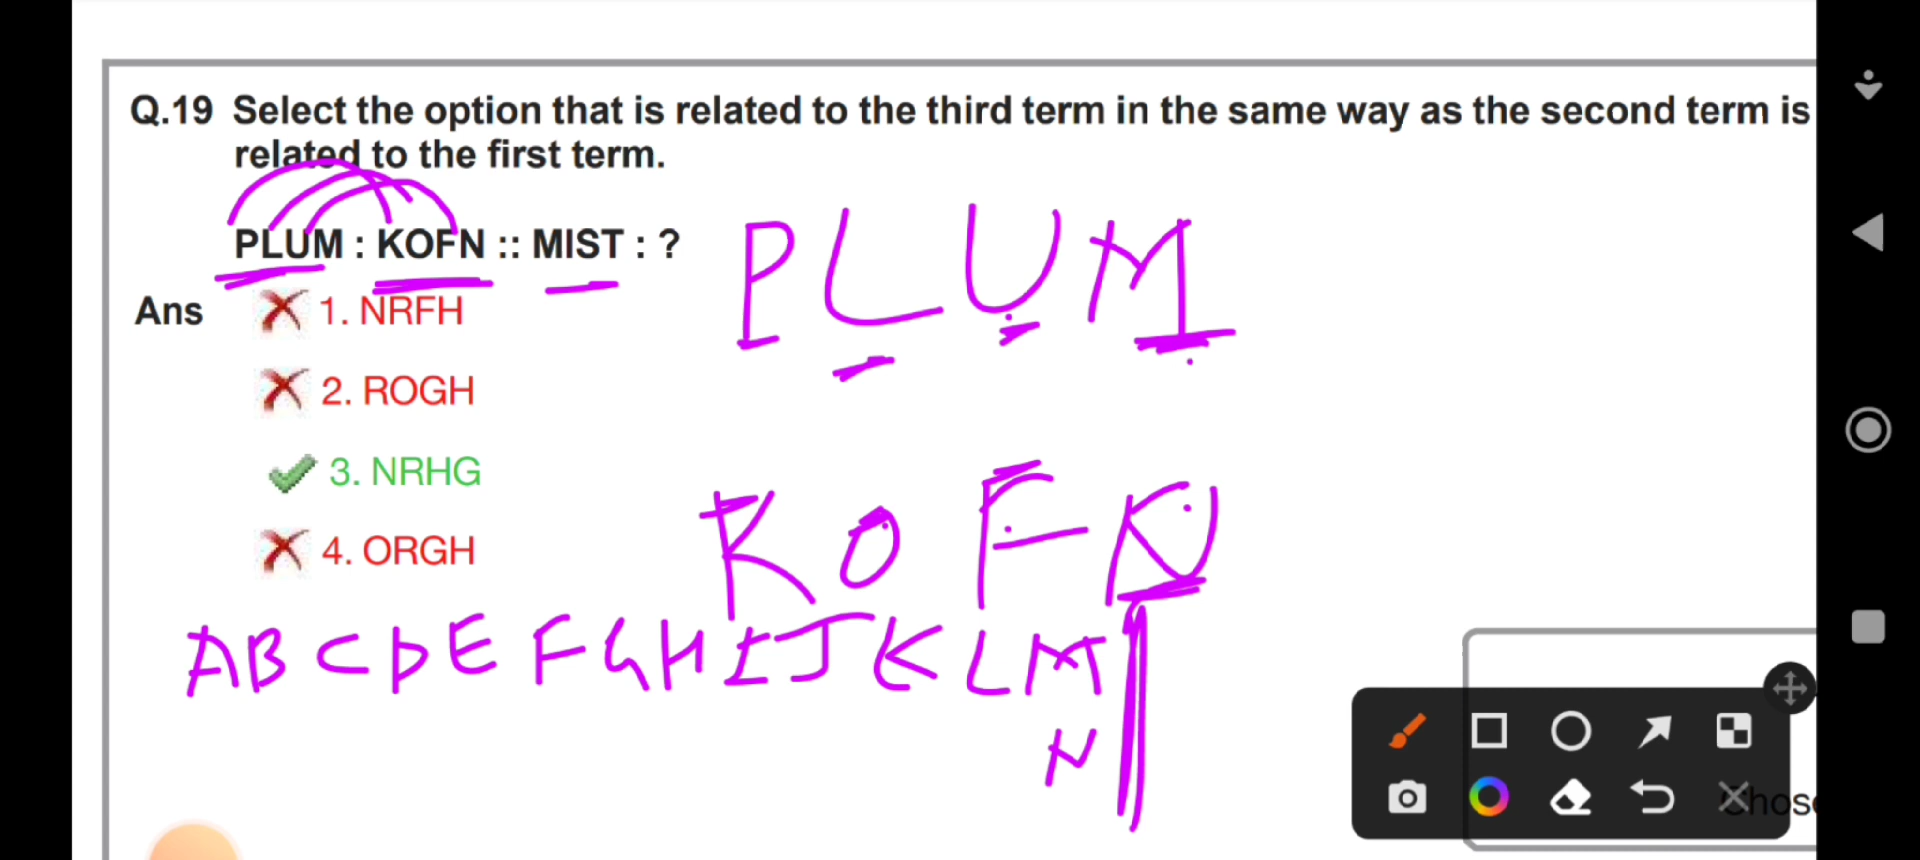 Q.19 Select the option that is related to the third term in the same way as the second term is
related to the first term.
PLUM : KOFN :: MIST : ?
PLUM
Ans 1. NRFH
2. ROGH
3. NRHG
4. ORGH
KOFN
ABCDEFGHIJKLM
N